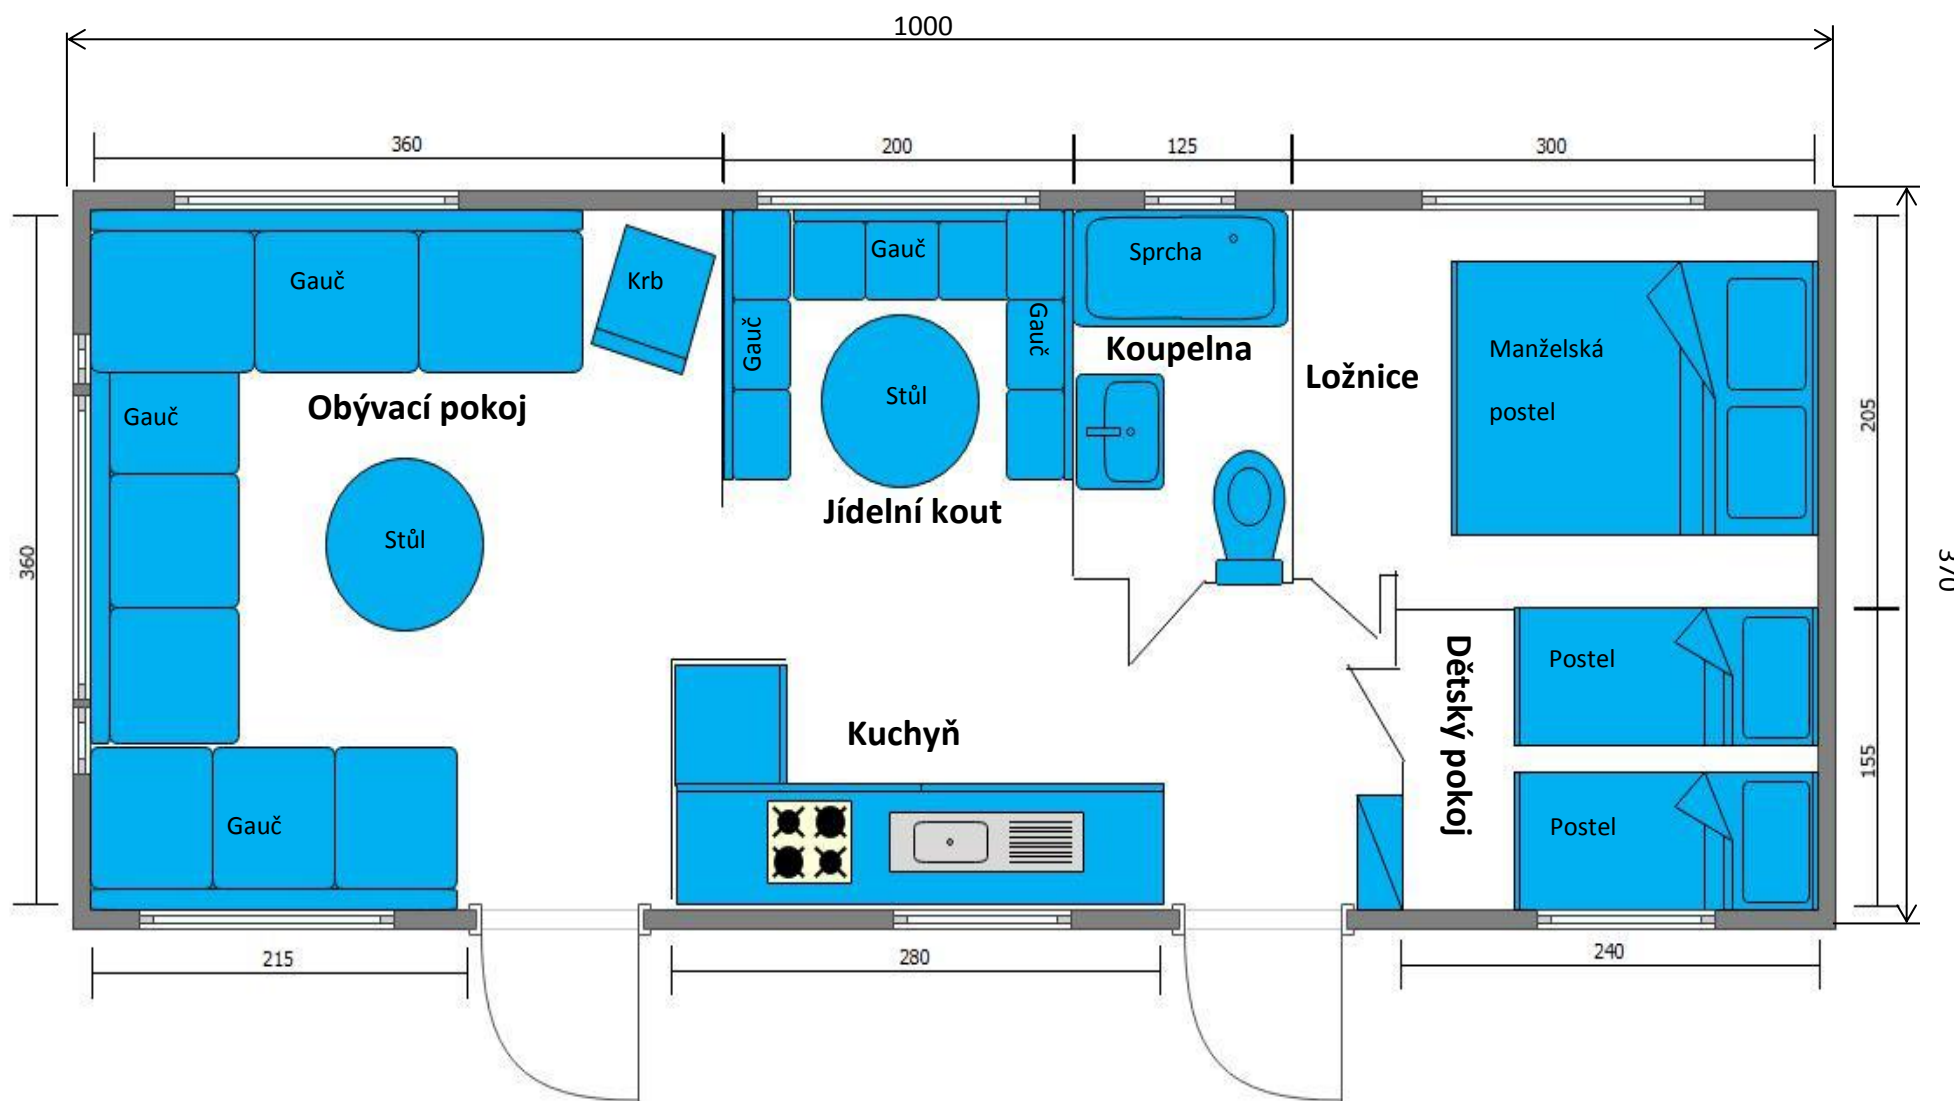 1000
360
200
125
300
Gauč
Krb
Gauč
Sprcha
Gauč
Gauč
Koupelna
Manželská
postel
Ložnice
Obývací pokoj
Gauč
Stůl
205
Jídelní kout
Stůl
360
370
Postel
Dětský pokoj
Kuchyň
155
Gauč
Postel
215
280
240